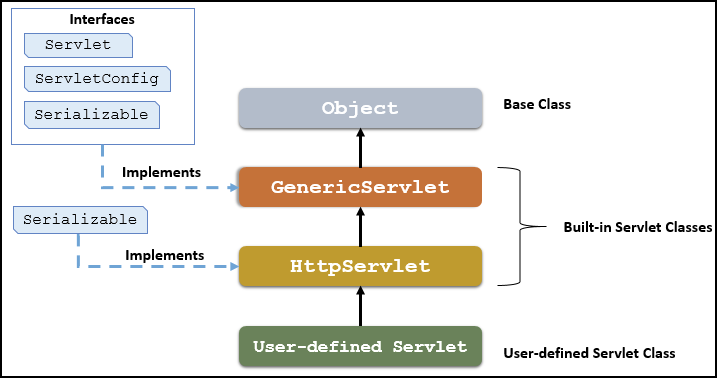 Interfaces
Servlet
ServletConfig
Serializable
Object
Base Class
Implements
GenericServlet
Serializable
Built-in Servlet Classes
Implements
HttpServlet
User-defined Servlet
User-defined Servlet Class